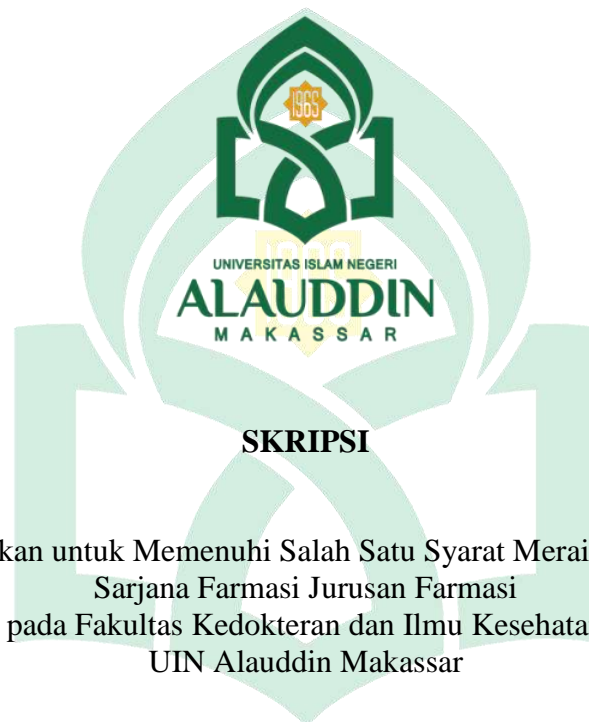 1965
UNIVERSITAS ISLAM NEGERI
ALAUDDIN
MAKASSAR
SKRIPSI
kan untuk Memenuhi Salah Satu Syarat Merai
Sarjana Farmasi Jurusan Farmasi
pada Fakultas Kedokteran dan Ilmu Kesehata
UIN Alauddin Makassar